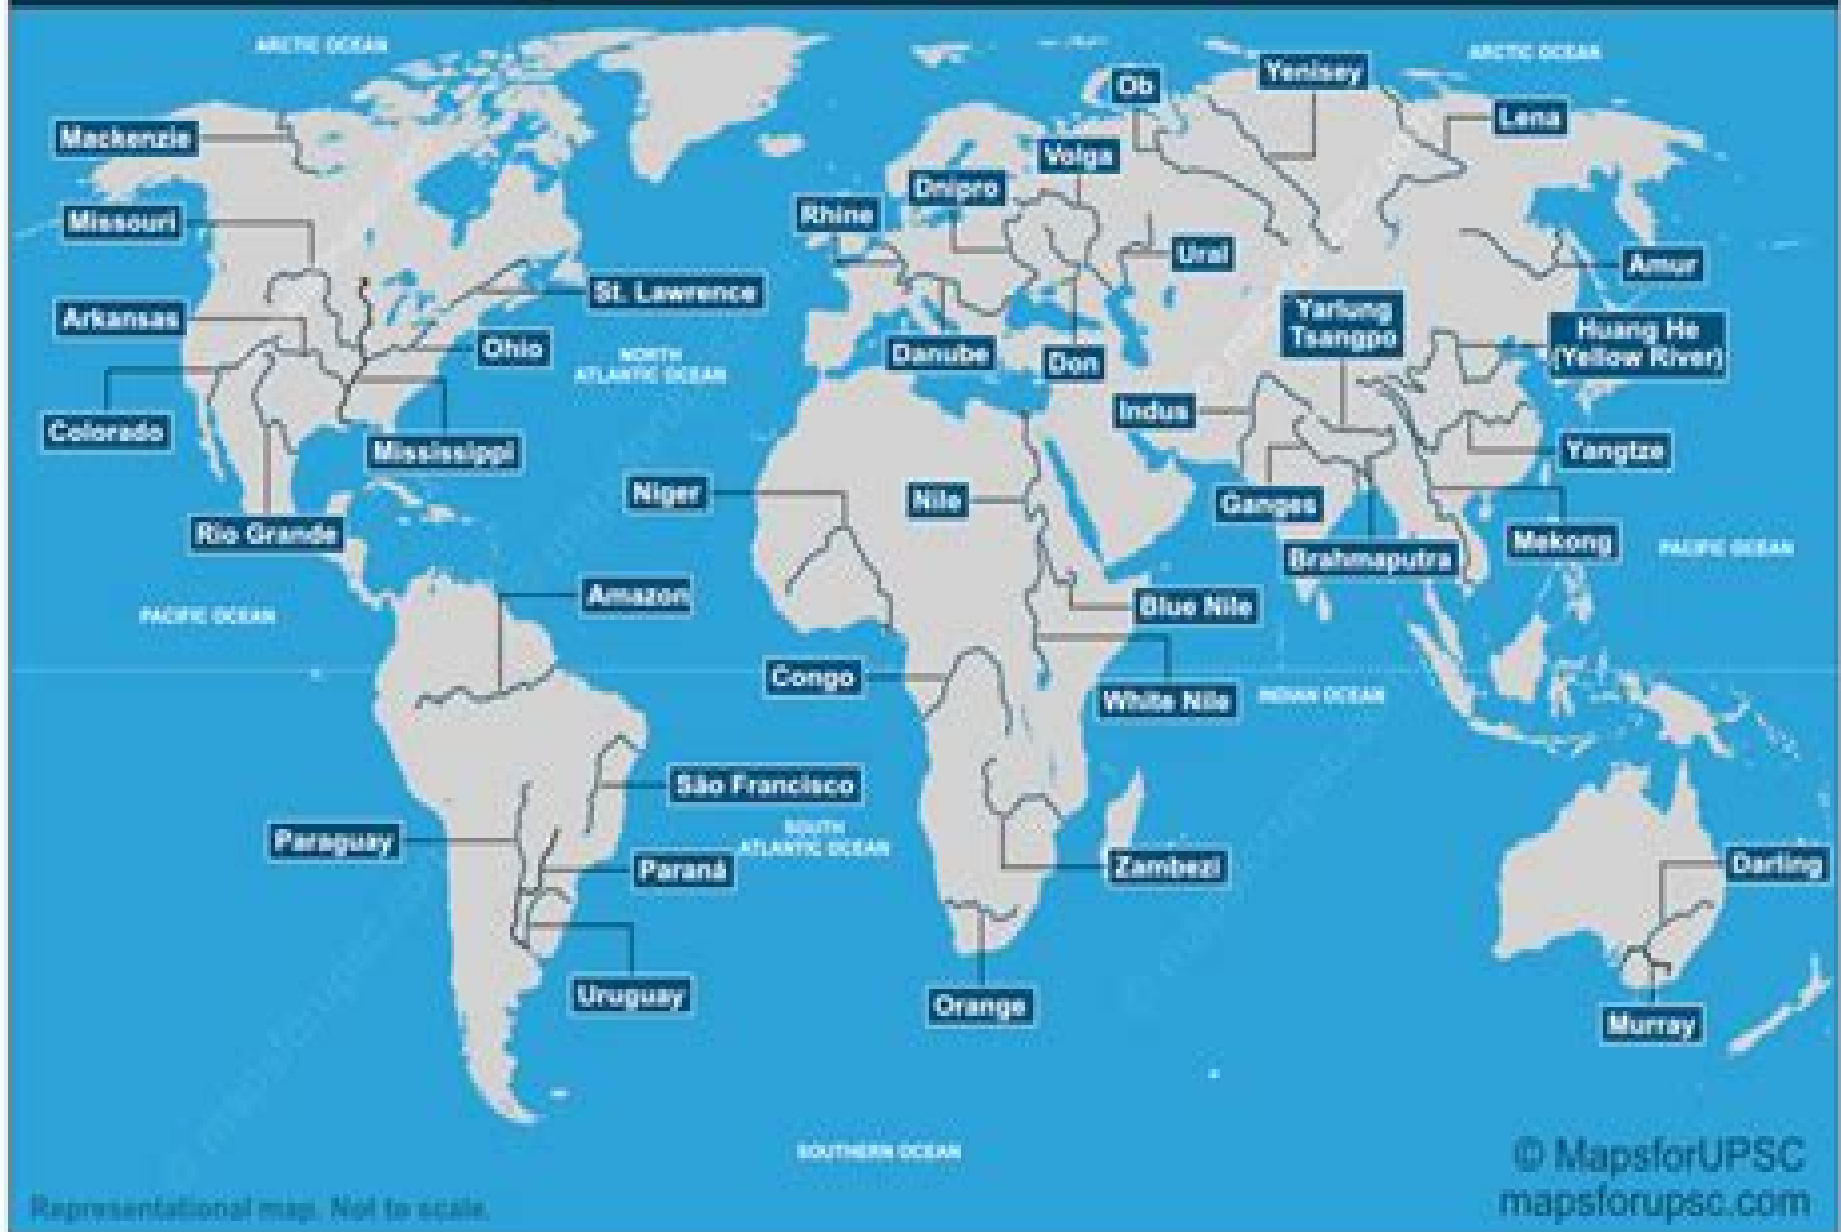 ARCTIC OCEAN
ARCTIC OCEAN
Ob
Yenisey
Lena
Mackenzie
Volga
Dnipro
Rhine
Missouri
Ural
Amur
St. Lawrence
Arkansas
Yarlung
Tsangpo
Huang He
(Yellow River)
Ohio
NORTH
ATLANTIC OCEAN
Danube
Don
Colorado
Indus
Mississippi
Yangtze
Niger
Nile
Ganges
Rio Grande
Mekong
Brahmaputra
PACIFIC OCEAN
Amazon
Blue Nile
PACIFIC OCEAN
Congo
White Nile
INDIAN OCEAN
São Francisco
SOUTH
ATLANTIC OCEAN
Paraguay
Paraná
Zambezi
Darling
Uruguay
Orange
Murray
SOUTHERN OCEAN
© MapsforUPSC
mapsforupsc.com
Representational map. Not to scale.